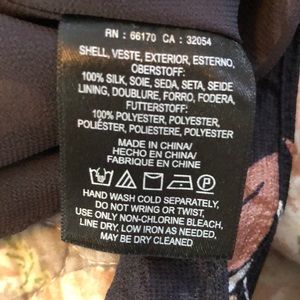 RN : 66170 CA : 32054
SHELL, VESTE, EXTERIOR, ESTERNO,
OBERSTOFF:
100% SILK, SOIE, SEDA, SETA, SEIDE
LINING, DOUBLURE, FORRO, FODERA,
FUTTERSTOFF:
100% POLYESTER, POLYESTER,
POLIÉSTER, POLIESTERE, POLYESTER
MADE IN CHINA/
HECHO EN CHINA/
FABRIQUE EN CHINE
HAND WASH COLD SEPARATELY,
DO NOT WRING OR TWIST,
USE ONLY NON-CHLORINE BLEACH.
LINE DRY, LOW IRON AS NEEDED.
MAY BE DRY CLEANED